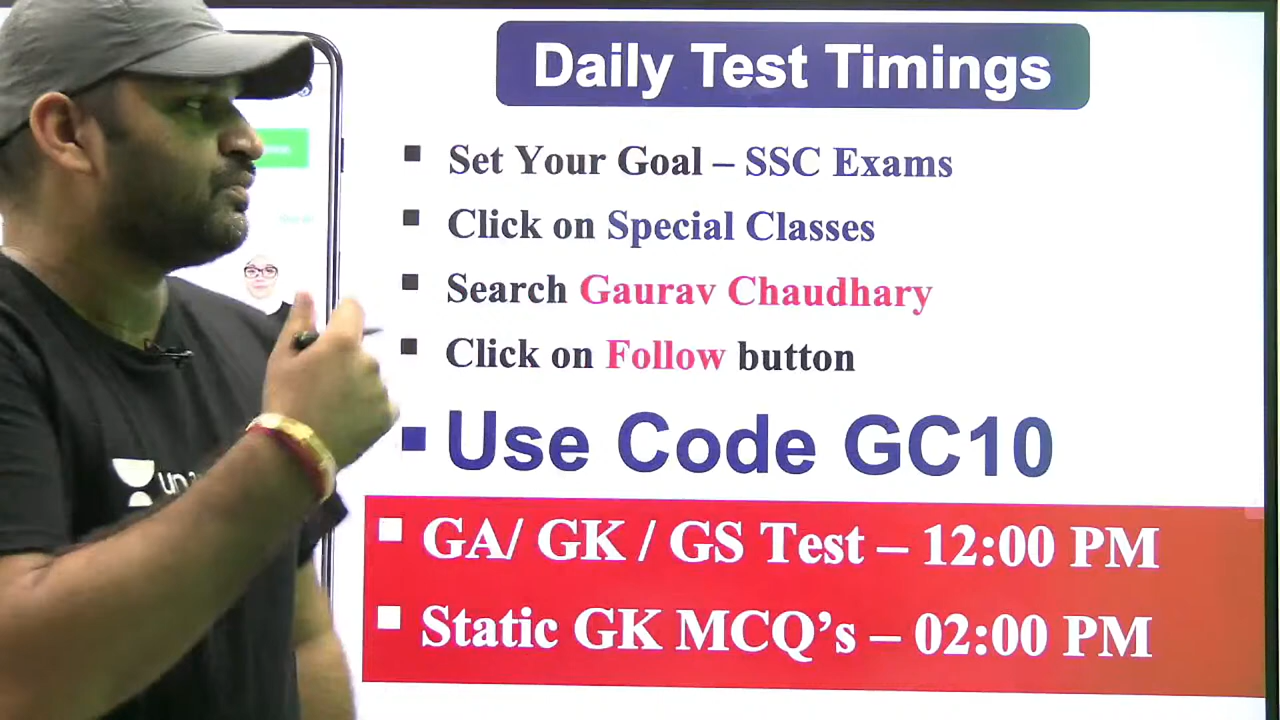 Daily Test Timings
▪ Set Your Goal – SSC Exams
▪ Click on Special Classes
▪ Search Gaurav Chaudhary
▪ Click on Follow button
▪ Use Code GC10
▪ GA/ GK / GS Test – 12:00 PM
▪ Static GK MCQ’s – 02:00 PM